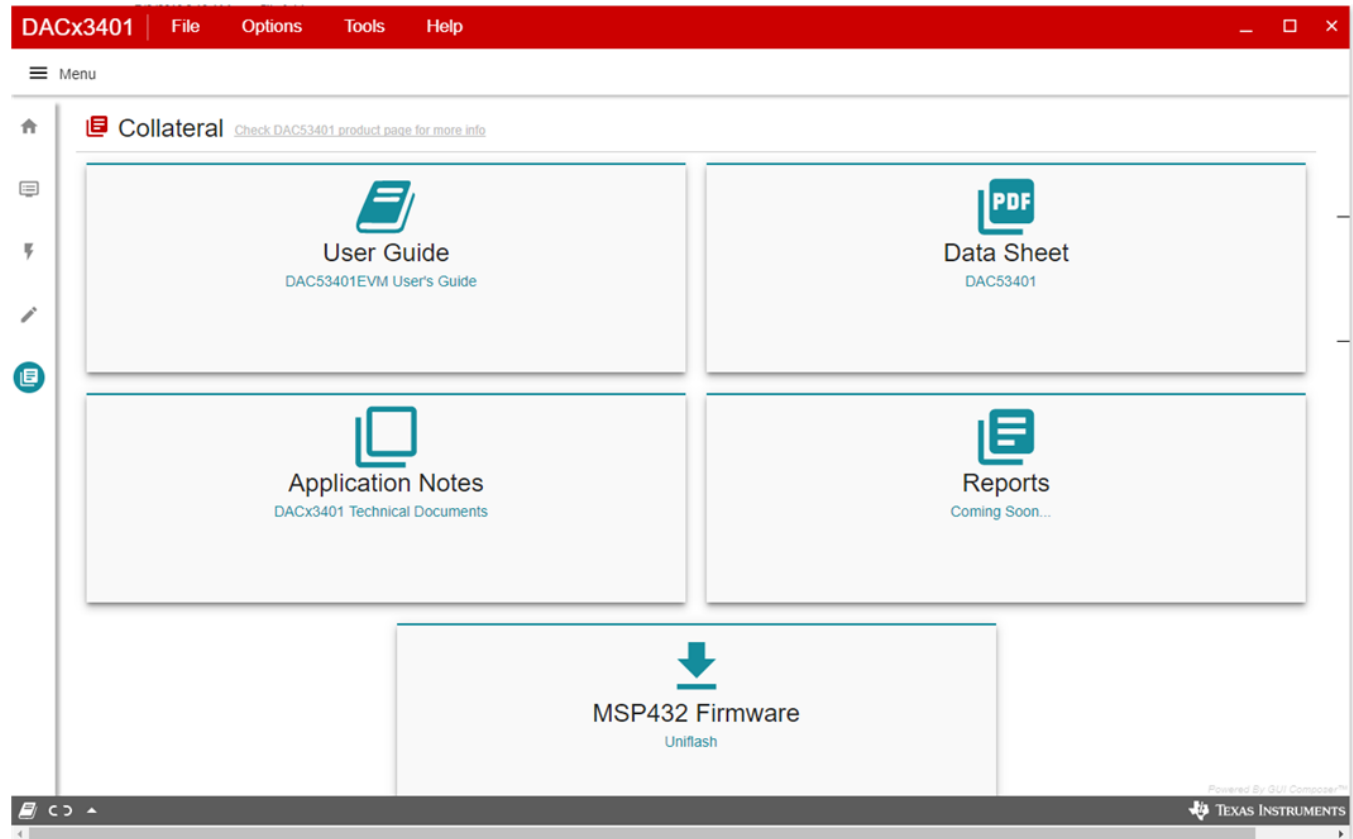 DACx3401 File Options Tools Help
Menu
Collateral Check DAC53401 product page for more info
PDF
User Guide
DAC53401EVM User's Guide
Data Sheet
DAC53401
Application Notes
DACx3401 Technical Documents
Reports
Coming Soon...
MSP432 Firmware
Uniflash
Powered By GUI Composer™
TEXAS INSTRUMENTS